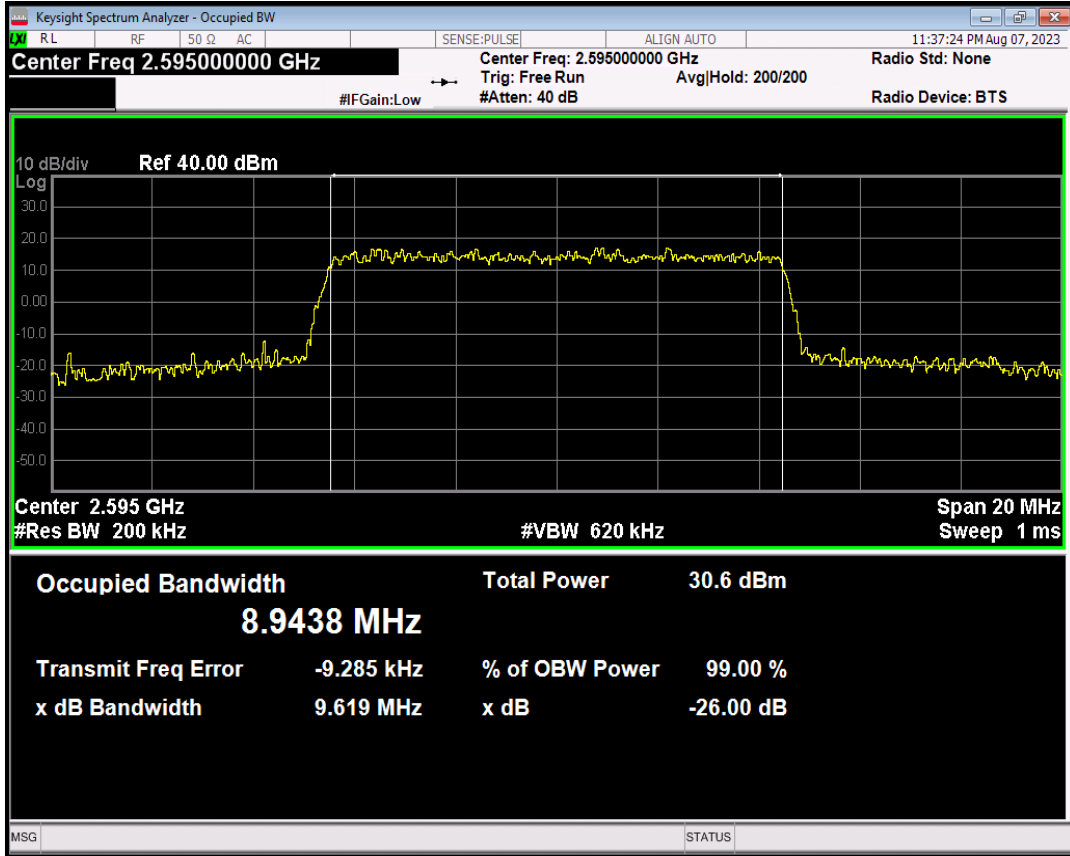 Keysight Spectrum Analyzer - Occupied BW
LXI RL RF 50 Ω AC SENSE:PULSE ALIGN AUTO 11:37:24 PM Aug 07, 2023
Center Freq 2.595000000 GHz Center Freq: 2.595000000 GHz Radio Std: None
Trig: Free Run Avg|Hold: 200/200
#IFGain:Low #Atten: 40 dB Radio Device: BTS
10 dB/div Ref 40.00 dBm
Log
30.0
20.0
10.0
0.00
-10.0
-20.0
-30.0
-40.0
-50.0
Center 2.595 GHz Span 20 MHz
#Res BW 200 kHz #VBW 620 kHz Sweep 1 ms
Occupied Bandwidth Total Power 30.6 dBm
8.9438 MHz
Transmit Freq Error -9.285 kHz % of OBW Power 99.00 %
x dB Bandwidth 9.619 MHz x dB -26.00 dB
MSG STATUS